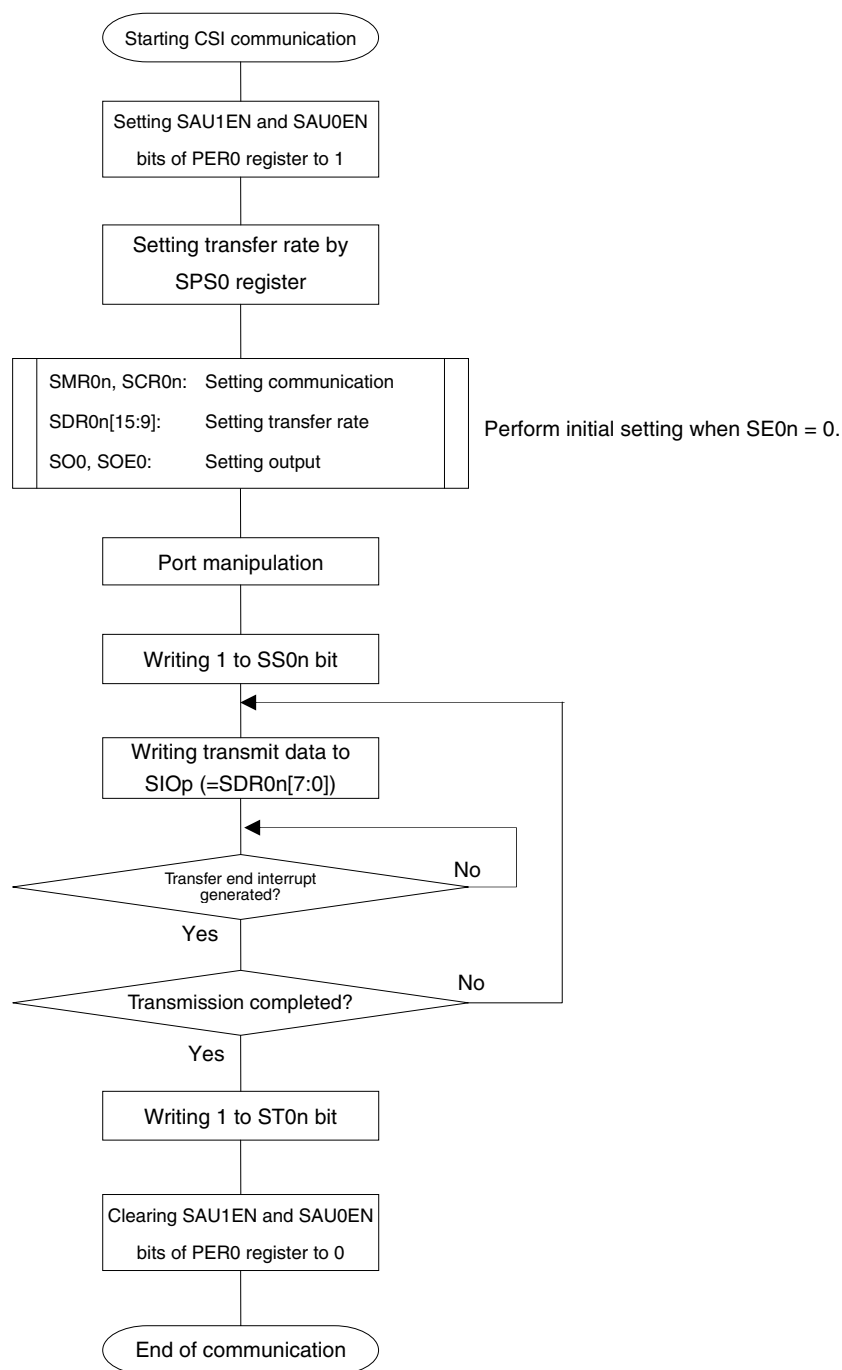 Starting CSI communication
Setting SAU1EN and SAU0EN
bits of PER0 register to 1
Setting transfer rate by
SPS0 register
SMR0n, SCR0n: Setting communication
SDR0n[15:9]: Setting transfer rate
SO0, SOE0: Setting output
Perform initial setting when SE0n = 0.
Port manipulation
Writing 1 to SS0n bit
Writing transmit data to
SIOp (=SDR0n[7:0])
Transfer end interrupt
generated?
No
Yes
Transmission completed?
No
Yes
Writing 1 to ST0n bit
Clearing SAU1EN and SAU0EN
bits of PER0 register to 0
End of communication